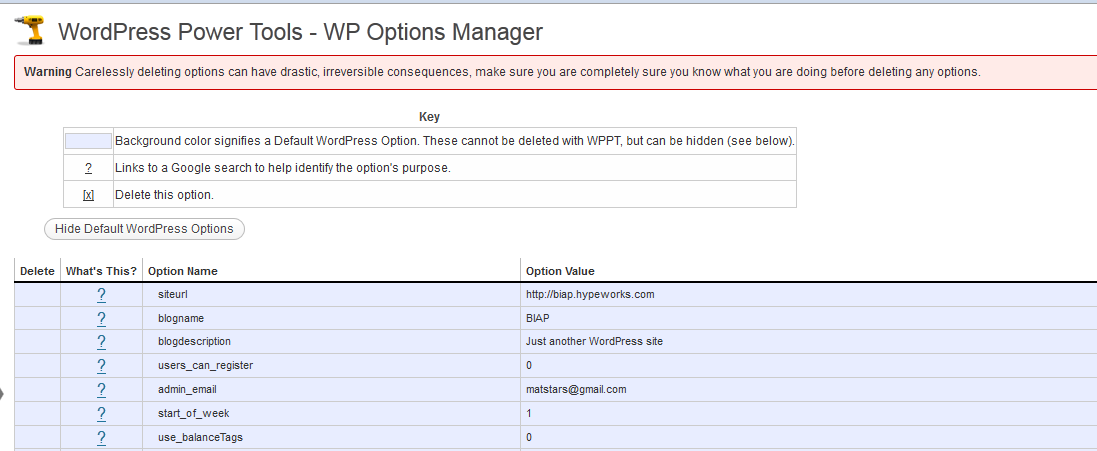 WordPress Power Tools - WP Options Manager
Warning Carelessly deleting options can have drastic, irreversible consequences, make sure you are completely sure you know what you are doing before deleting any options.
Key
Background color signifies a Default WordPress Option. These cannot be deleted with WPPT, but can be hidden (see below).
? Links to a Google search to help identify the option's purpose.
[x] Delete this option.
Hide Default WordPress Options
Delete What's This? Option Name Option Value
? siteurl http://biap.hypeworks.com
? blogname BIAP
? blogdescription Just another WordPress site
? users_can_register 0
? admin_email matstars@gmail.com
? start_of_week 1
? use_balanceTags 0